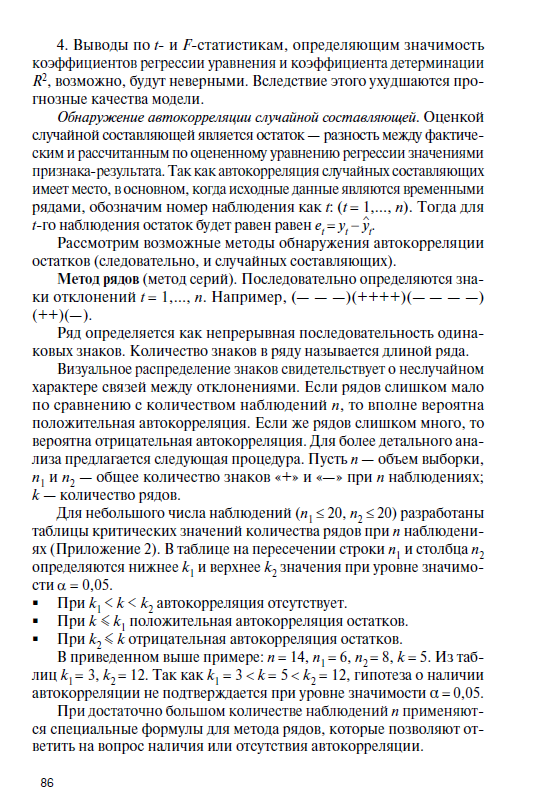 4. Выводы по t- и F-статистикам, определяющим значимость
коэффициентов регрессии уравнения и коэффициента детерминации
R², возможно, будут неверными. Вследствие этого ухудшаются про-
гнозные качества модели.
Обнаружение автокорреляции случайной составляющей. Оценкой
случайной составляющей является остаток — разность между фактиче-
ским и рассчитанным по оцененному уравнению регрессии значениями
признака-результата. Так как автокорреляция случайных составляющих
имеет место, в основном, когда исходные данные являются временными
рядами, обозначим номер наблюдения как t: (t = 1,..., n). Тогда для
t-го наблюдения остаток будет равен равен eₜ = yₜ – ŷₜ.
Рассмотрим возможные методы обнаружения автокорреляции
остатков (следовательно, и случайных составляющих).
Метод рядов (метод серий). Последовательно определяются зна-
ки отклонений t = 1,..., n. Например, (— — —)(++++)(— — — —)
(++)(—).
Ряд определяется как непрерывная последовательность одина-
ковых знаков. Количество знаков в ряду называется длиной ряда.
Визуальное распределение знаков свидетельствует о неслучайном
характере связей между отклонениями. Если рядов слишком мало
по сравнению с количеством наблюдений n, то вполне вероятна
положительная автокорреляция. Если же рядов слишком много, то
вероятна отрицательная автокорреляция. Для более детального ана-
лиза предлагается следующая процедура. Пусть n — объем выборки,
n₁ и n₂ — общее количество знаков «+» и «—» при n наблюдениях;
k — количество рядов.
Для небольшого числа наблюдений (n₁ ≤ 20, n₂ ≤ 20) разработаны
таблицы критических значений количества рядов при n наблюдени-
ях (Приложение 2). В таблице на пересечении строки n₁ и столбца n₂
определяются нижнее k₁ и верхнее k₂ значения при уровне значимо-
сти α = 0,05.
▪ При k₁ < k < k₂ автокорреляция отсутствует.
▪ При k ⩽ k₁ положительная автокорреляция остатков.
▪ При k₂ ⩽ k отрицательная автокорреляция остатков.
В приведенном выше примере: n = 14, n₁ = 6, n₂ = 8, k = 5. Из таб-
лиц k₁ = 3, k₂ = 12. Так как k₁ = 3 < k = 5 < k₂ = 12, гипотеза о наличии
автокорреляции не подтверждается при уровне значимости α = 0,05.
При достаточно большом количестве наблюдений n применяют-
ся специальные формулы для метода рядов, которые позволяют от-
ветить на вопрос наличия или отсутствия автокорреляции.
86